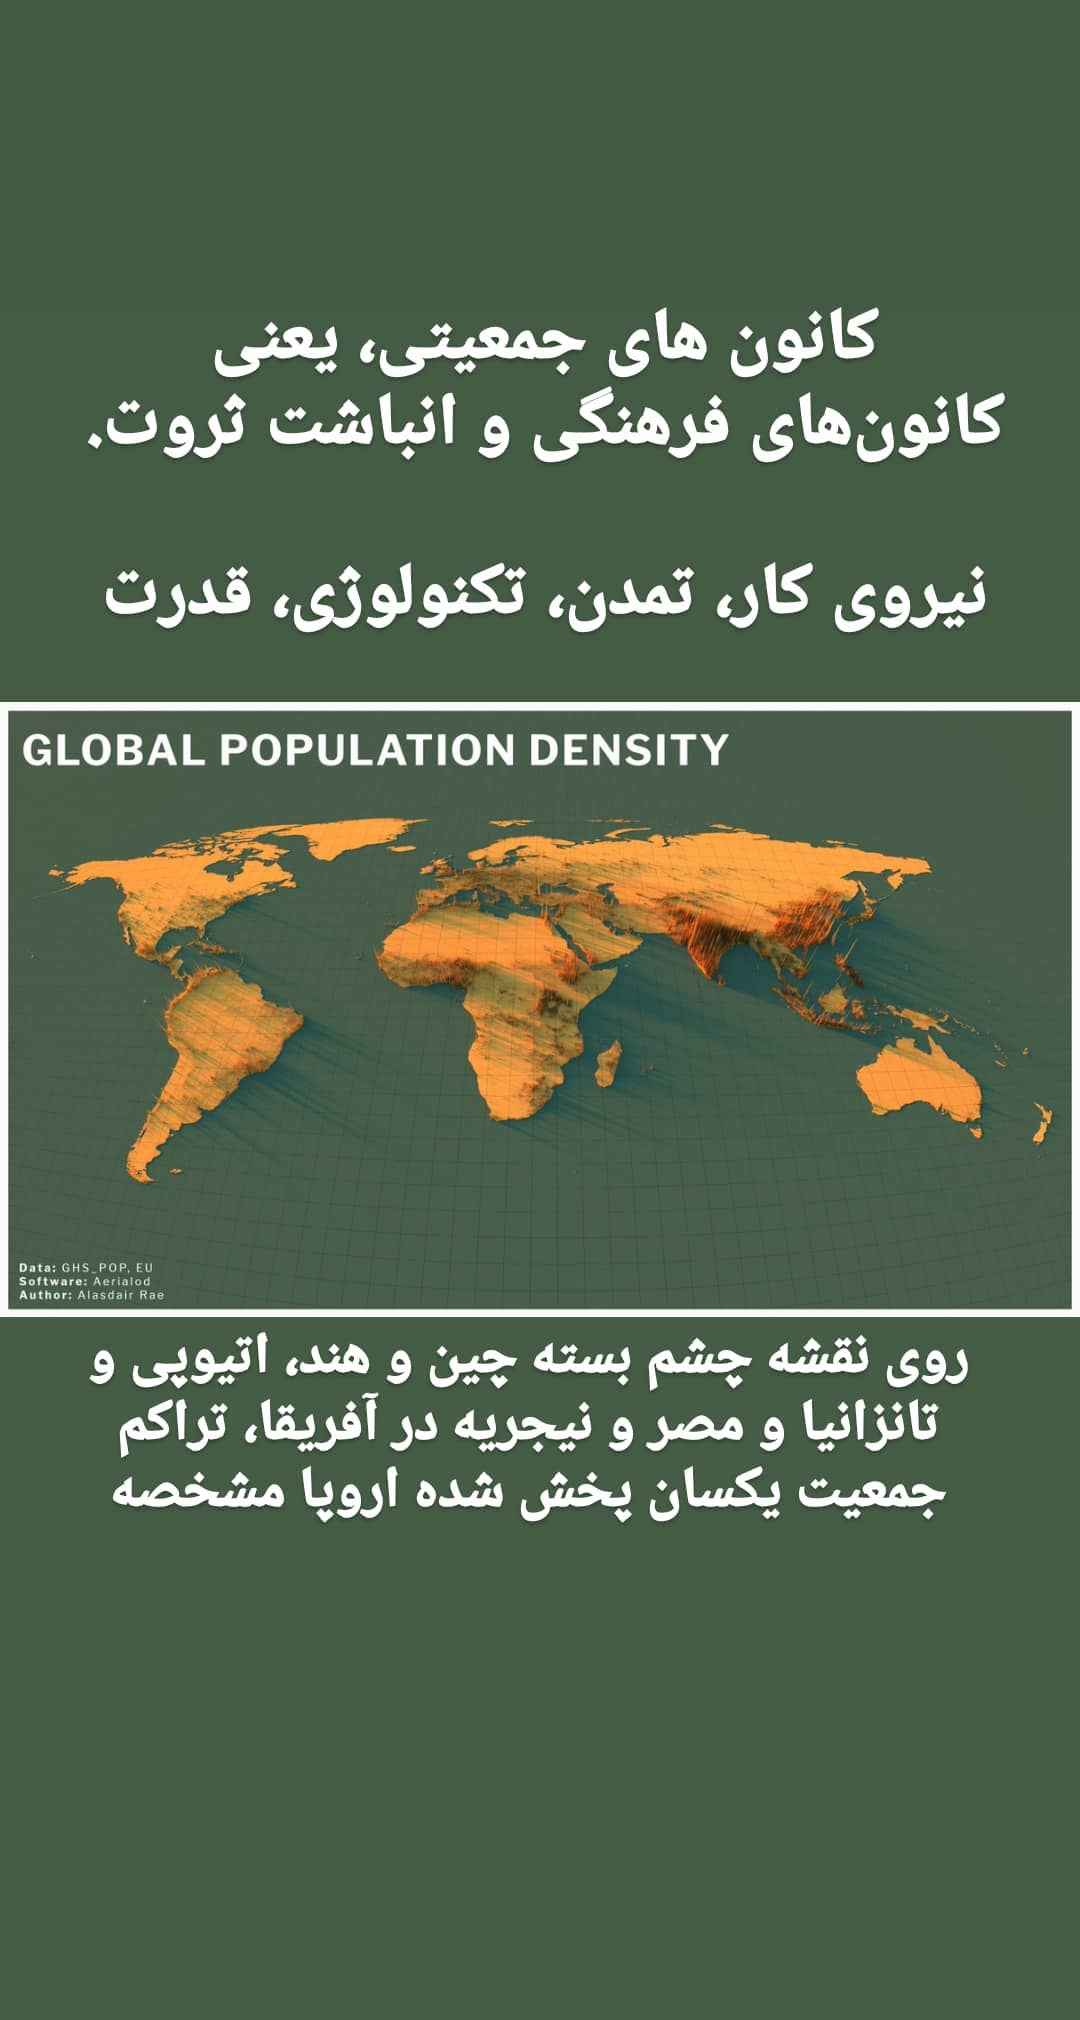 کانون های جمعیتی، یعنی
کانون‌های فرهنگی و انباشت ثروت.
نیروی کار، تمدن، تکنولوژی، قدرت
GLOBAL POPULATION DENSITY
Data: GHS_POP, EU
Software: Aerialod
Author: Alasdair Rae
روی نقشه چشم بسته چین و هند، اتیوپی و
تانزانیا و مصر و نیجریه در آفریقا، تراکم
جمعیت یکسان پخش شده اروپا مشخصه